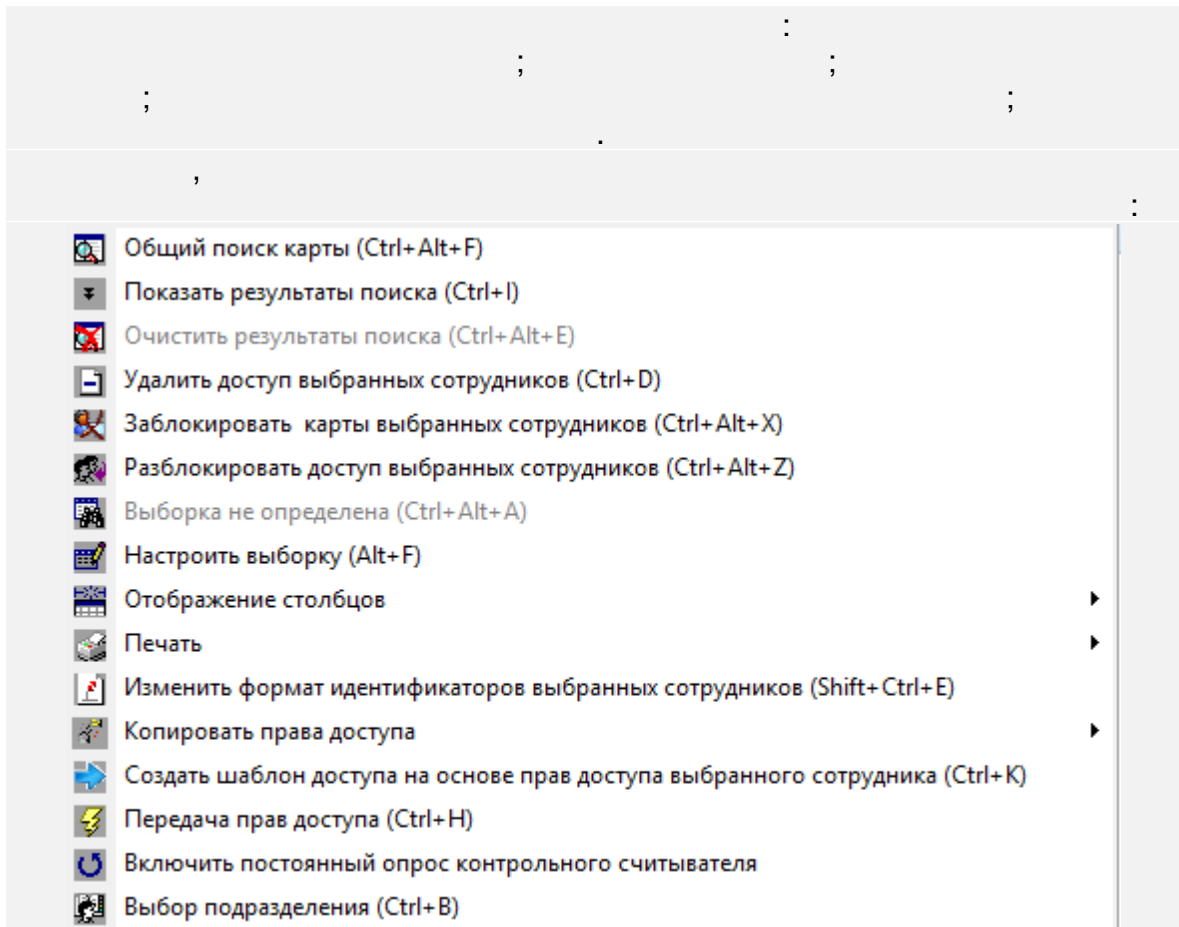 :
; ;
; ;
.
,
:
Общий поиск карты (Ctrl+Alt+F)
Показать результаты поиска (Ctrl+I)
Очистить результаты поиска (Ctrl+Alt+E)
Удалить доступ выбранных сотрудников (Ctrl+D)
Заблокировать  карты выбранных сотрудников (Ctrl+Alt+X)
Разблокировать доступ выбранных сотрудников (Ctrl+Alt+Z)
Выборка не определена (Ctrl+Alt+A)
Настроить выборку (Alt+F)
Отображение столбцов
Печать
Изменить формат идентификаторов выбранных сотрудников (Shift+Ctrl+E)
Копировать права доступа
Создать шаблон доступа на основе прав доступа выбранного сотрудника (Ctrl+K)
Передача прав доступа (Ctrl+H)
Включить постоянный опрос контрольного считывателя
Выбор подразделения (Ctrl+B)